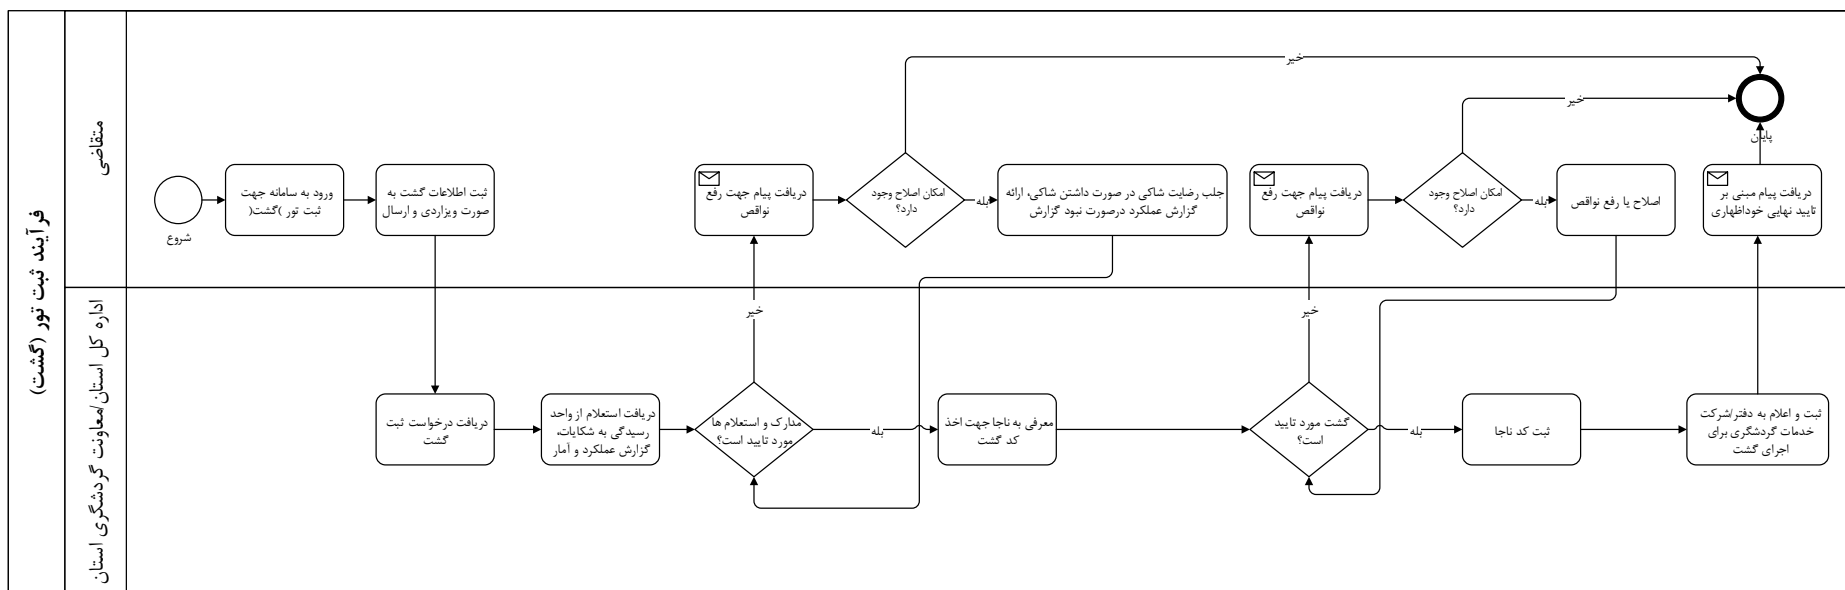 فرآیند ثبت تور (گشت)
متقاضی
شروع
ورود به سامانه جهت
ثبت تور )گشت(
ثبت اطلاعات گشت به
صورت ویزاردی و ارسال
دریافت پیام جهت رفع
نواقص
امکان اصلاح وجود
دارد؟
خیر
بله
جلب رضایت شاکی در صورت داشتن شاکی، ارائه
گزارش عملکرد درصورت نبود گزارش
دریافت پیام جهت رفع
نواقص
امکان اصلاح وجود
دارد؟
خیر
بله
اصلاح یا رفع نواقص
دریافت پیام مبنی بر
تایید نهایی خوداظهاری
پایان
اداره کل استان/معاونت گردشگری استان
دریافت درخواست ثبت
گشت
دریافت استعلام از واحد
رسیدگی به شکایات،
گزارش عملکرد و آمار
مدارک و استعلام ها
مورد تایید است؟
خیر
بله
معرفی به ناجا جهت اخذ
کد گشت
گشت مورد تایید
است؟
خیر
بله
ثبت کد ناجا
ثبت و اعلام به دفتر/شرکت
خدمات گردشگری برای
اجرای گشت